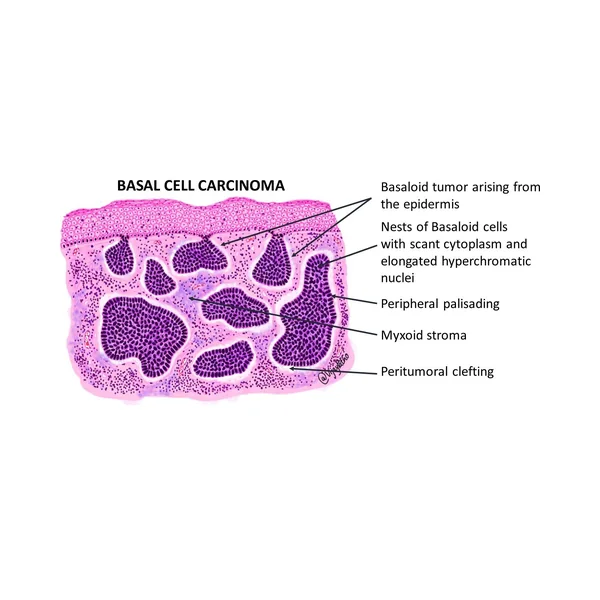 BASAL CELL CARCINOMA
Basaloid tumor arising from
the epidermis
Nests of Basaloid cells
with scant cytoplasm and
elongated hyperchromatic
nuclei
Peripheral palisading
Myxoid stroma
Peritumoral clefting